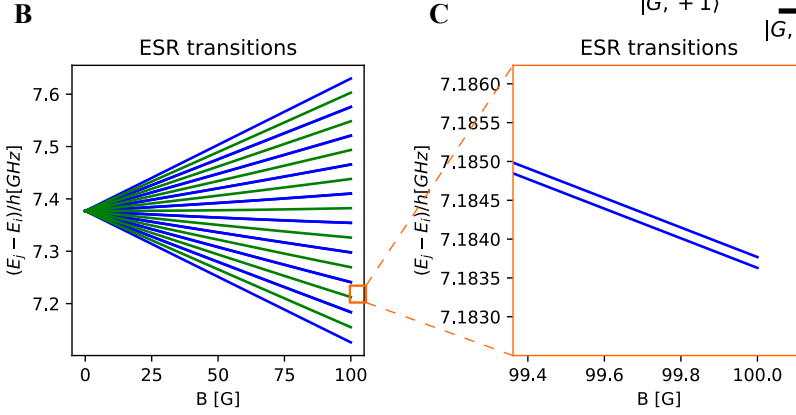 B
ESR transitions
(E_j − E_i)/h[GHz]
7.6
7.5
7.4
7.3
7.2
0 25 50 75 100
B [G]
C
|G, +1⟩
|G,
ESR transitions
(E_j − E_i)/h[GHz]
7.1860
7.1855
7.1850
7.1845
7.1840
7.1835
7.1830
99.4 99.6 99.8 100.0
B [G]